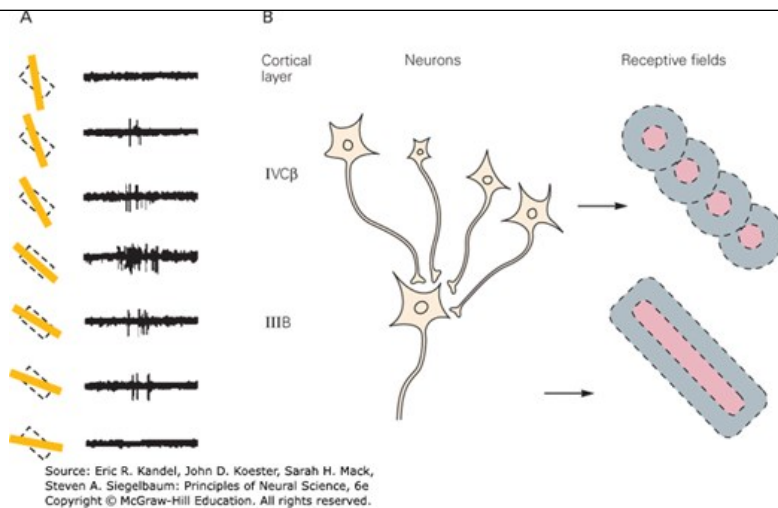 A
B
Cortical
layer
Neurons
Receptive fields
IVCβ
IIIB
Source: Eric R. Kandel, John D. Koester, Sarah H. Mack,
Steven A. Siegelbaum: Principles of Neural Science, 6e
Copyright © McGraw-Hill Education. All rights reserved.